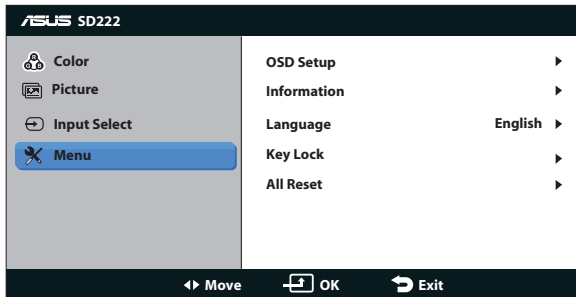 ASUS SD222
Color
Picture
Input Select
Menu
OSD Setup
Information
Language English
Key Lock
All Reset
Move OK Exit